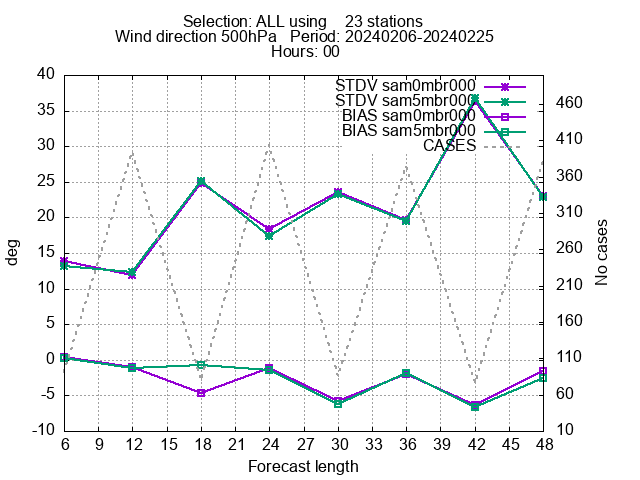 Selection: ALL using 23 stations
Wind direction 500hPa Period: 20240206-20240225
Hours: 00
STDV sam0mbr000
STDV sam5mbr000
BIAS sam0mbr000
BIAS sam5mbr000
CASES
40
35
30
25
20
15
10
5
0
-5
-10
deg
460
410
360
310
260
210
160
110
60
10
No cases
6 9 12 15 18 21 24 27 30 33 36 39 42 45 48
Forecast length